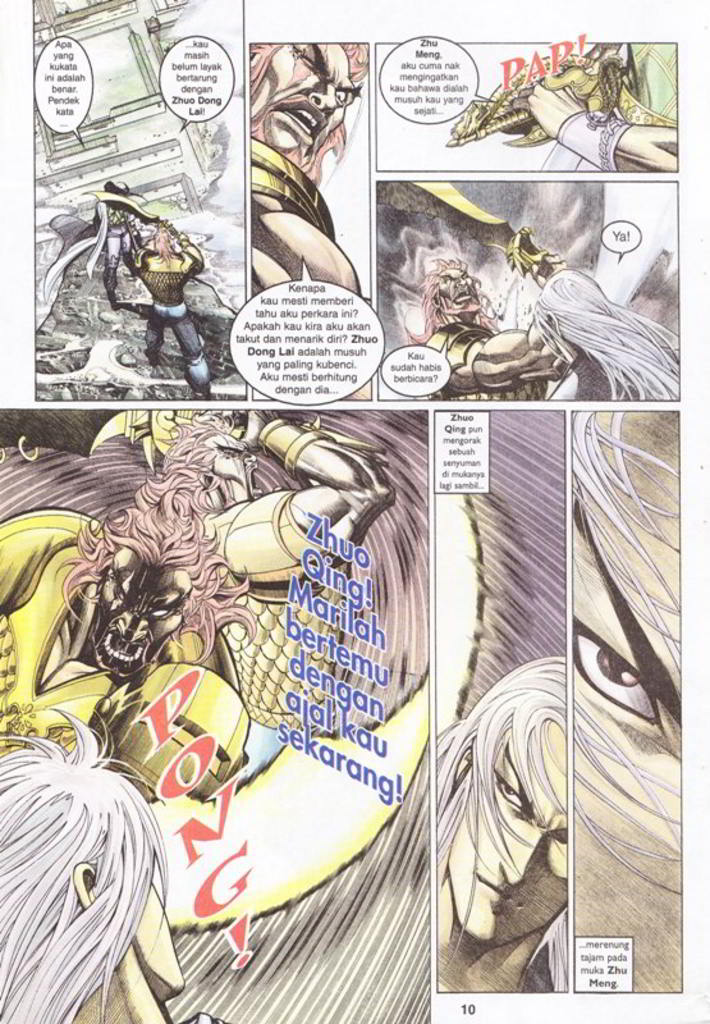 Apa
yang
kukata
ini adalah
benar.
Pendek
kata
...
...kau
masih
belum layak
bertarung
dengan
Zhuo Dong
Lai!
Kenapa
kau mesti memberi
tahu aku perkara ini?
Apakah kau kira aku akan
takut dan menarik diri? Zhuo
Dong Lai adalah musuh
yang paling kubenci.
Aku mesti berhitung
dengan dia...
Zhu
Meng,
aku cuma nak
mengingatkan
kau bahawa dialah
musuh kau yang
sejati...
PAP!
Ya!
Kau
sudah habis
berbicara?
Zhuo
Qing!
Marilah
bertemu
dengan
ajal kau
sekarang!
PONG!
Zhuo
Qing pun
mengorak
sebuah
senyuman
di mukanya
lagi sambil...
...merenung
tajam pada
muka Zhu
Meng.
10